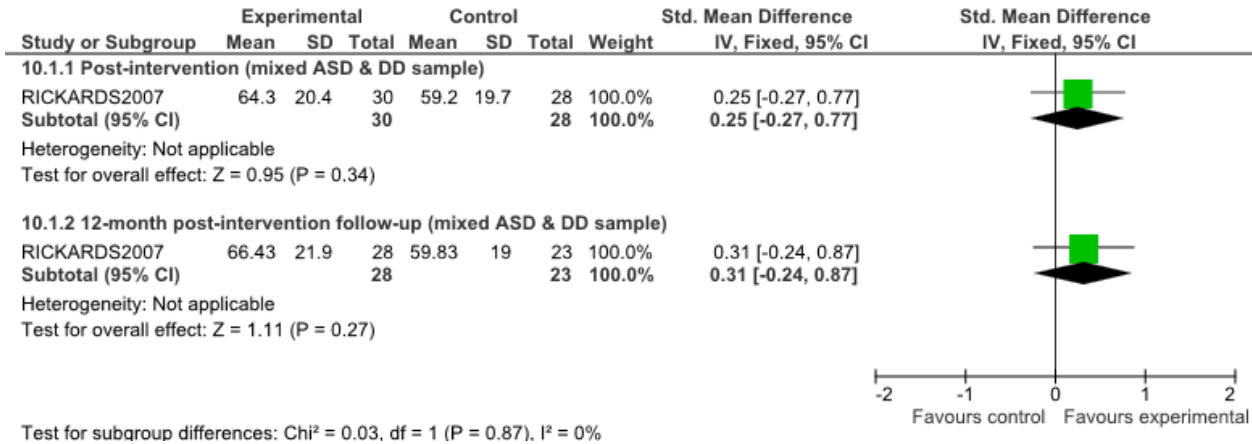 Experimental Control Std. Mean Difference Std. Mean Difference
Study or Subgroup Mean SD Total Mean SD Total Weight IV, Fixed, 95% CI IV, Fixed, 95% CI
10.1.1 Post-intervention (mixed ASD & DD sample)
RICKARDS2007 64.3 20.4 30 59.2 19.7 28 100.0% 0.25 [-0.27, 0.77]
Subtotal (95% CI) 30 28 100.0% 0.25 [-0.27, 0.77]
Heterogeneity: Not applicable
Test for overall effect: Z = 0.95 (P = 0.34)
10.1.2 12-month post-intervention follow-up (mixed ASD & DD sample)
RICKARDS2007 66.43 21.9 28 59.83 19 23 100.0% 0.31 [-0.24, 0.87]
Subtotal (95% CI) 28 23 100.0% 0.31 [-0.24, 0.87]
Heterogeneity: Not applicable
Test for overall effect: Z = 1.11 (P = 0.27)
-2 -1 0 1 2
Favours control Favours experimental
Test for subgroup differences: Chi² = 0.03, df = 1 (P = 0.87), I² = 0%